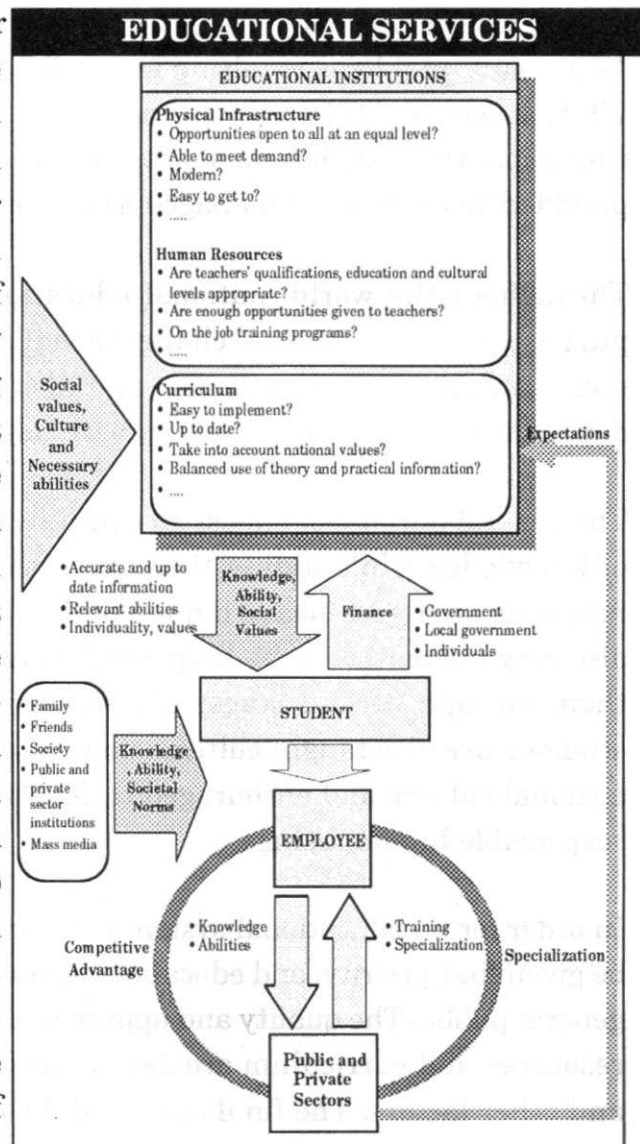 EDUCATIONAL SERVICES
EDUCATIONAL INSTITUTIONS
Physical Infrastructure
• Opportunities open to all at an equal level?
• Able to meet demand?
• Modern?
• Easy to get to?
• .....
Human Resources
• Are teachers' qualifications, education and cultural
levels appropriate?
• Are enough opportunities given to teachers?
• On the job training programs?
• .....
Curriculum
• Easy to implement?
• Up to date?
• Take into account national values?
• Balanced use of theory and practical information?
• ....
Social
values,
Culture
and
Necessary
abilities
Expectations
• Accurate and up to
date information
• Relevant abilities
• Individuality, values
Knowledge,
Ability,
Social
Values
Finance
• Government
• Local government
• Individuals
STUDENT
• Family
• Friends
• Society
• Public and
private
sector
institutions
• Mass media
Knowledge
, Ability,
Societal
Norms
EMPLOYEE
• Knowledge
• Abilities
• Training
• Specialization
Competitive
Advantage
Specialization
Public and
Private
Sectors